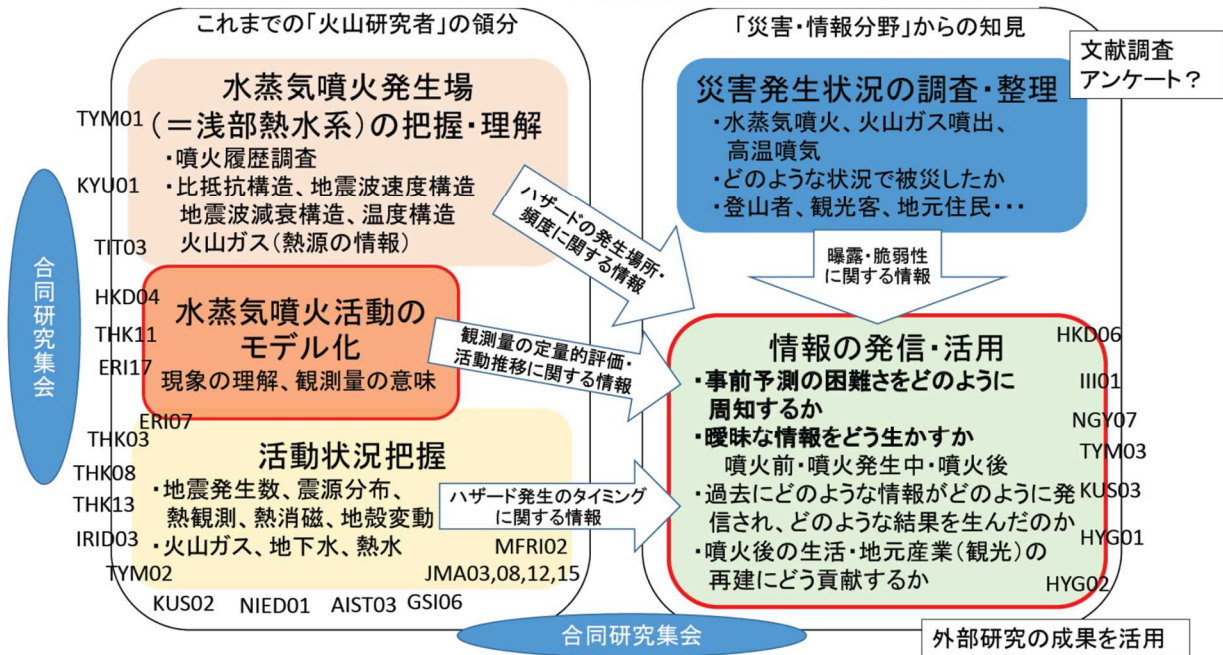 これまでの「火山研究者」の領分
水蒸気噴火発生場
(=浅部熱水系)の把握・理解
・噴火履歴調査
・比抵抗構造、地震波速度構造
地震波減衰構造、温度構造
火山ガス(熱源の情報)
水蒸気噴火活動の
モデル化
現象の理解、観測量の意味
活動状況把握
・地震発生数、震源分布、
熱観測、熱消磁、地殻変動
・火山ガス、地下水、熱水
TYM01
KYU01
TIT03
HKD04
THK11
ERI17
ERI07
THK03
THK08
THK13
IRID03
TYM02
KUS02
NIED01
AIST03
GSI06
MFRI02
JMA03,08,12,15
合同研究集会
ハザードの発生場所・
頻度に関する情報
観測量の定量的評価・
活動推移に関する情報
ハザード発生のタイミング
に関する情報
「災害・情報分野」からの知見
文献調査
アンケート?
災害発生状況の調査・整理
・水蒸気噴火、火山ガス噴出、
高温噴気
・どのような状況で被災したか
・登山者、観光客、地元住民・・・
曝露・脆弱性
に関する情報
情報の発信・活用
・事前予測の困難さをどのように
周知するか
・曖昧な情報をどう生かすか
噴火前・噴火発生中・噴火後
・過去にどのような情報がどのように発
信され、どのような結果を生んだのか
・噴火後の生活・地元産業(観光)の
再建にどう貢献するか
HKD06
III01
NGY07
TYM03
KUS03
HYG01
HYG02
合同研究集会
外部研究の成果を活用